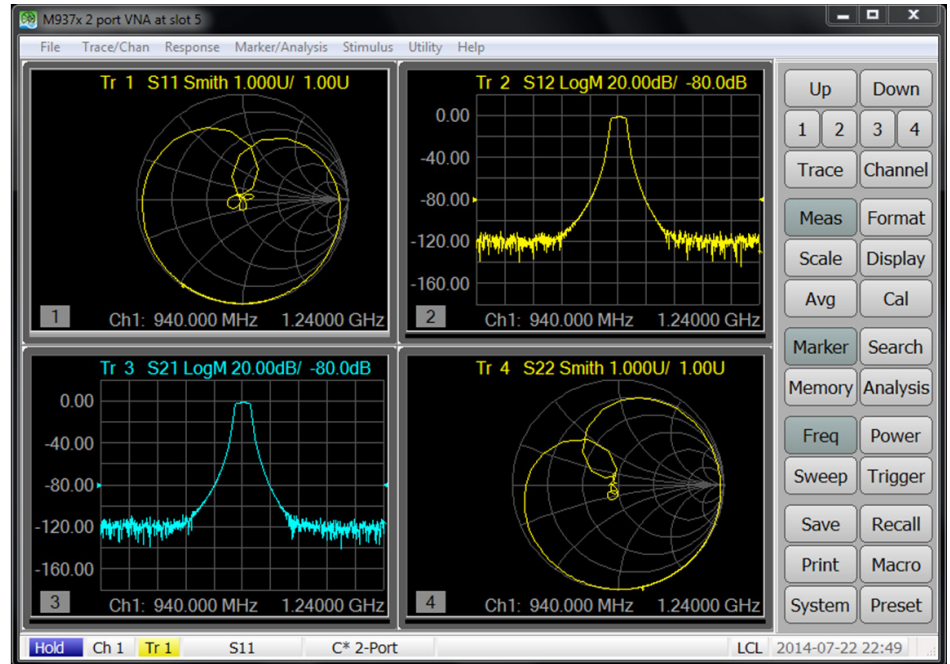 M937x 2 port VNA at slot 5
File Trace/Chan Response Marker/Analysis Stimulus Utility Help
Tr 1 S11 Smith 1.000U/ 1.00U
1
Ch1: 940.000 MHz 1.24000 GHz
Tr 2 S12 LogM 20.00dB/ -80.0dB
0.00
-40.00
-80.00
-120.00
-160.00
2
Ch1: 940.000 MHz 1.24000 GHz
Tr 3 S21 LogM 20.00dB/ -80.0dB
0.00
-40.00
-80.00
-120.00
-160.00
3
Ch1: 940.000 MHz 1.24000 GHz
Tr 4 S22 Smith 1.000U/ 1.00U
4
Ch1: 940.000 MHz 1.24000 GHz
Up Down
1 2 3 4
Trace Channel
Meas Format
Scale Display
Avg Cal
Marker Search
Memory Analysis
Freq Power
Sweep Trigger
Save Recall
Print Macro
System Preset
Hold Ch 1 Tr 1 S11 C* 2-Port LCL 2014-07-22 22:49